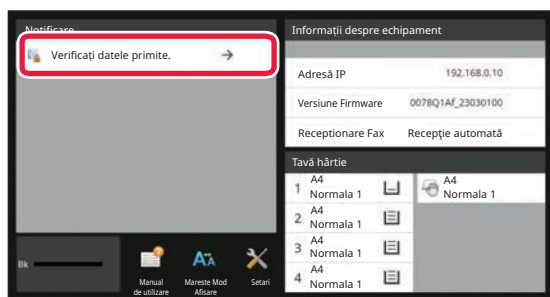 Notificare
Verificați datele primite.
Bk
Manual
de utilizare
Mareste Mod
Afisare
Setari
Informații despre echipament
Adresă IP 192.168.0.10
Versiune Firmware 0078Q1Af_23030100
Receptionare Fax Recepţie automată
Tavă hârtie
1 A4
Normala 1
2 A4
Normala 1
3 A4
Normala 1
4 A4
Normala 1
A4
Normala 1